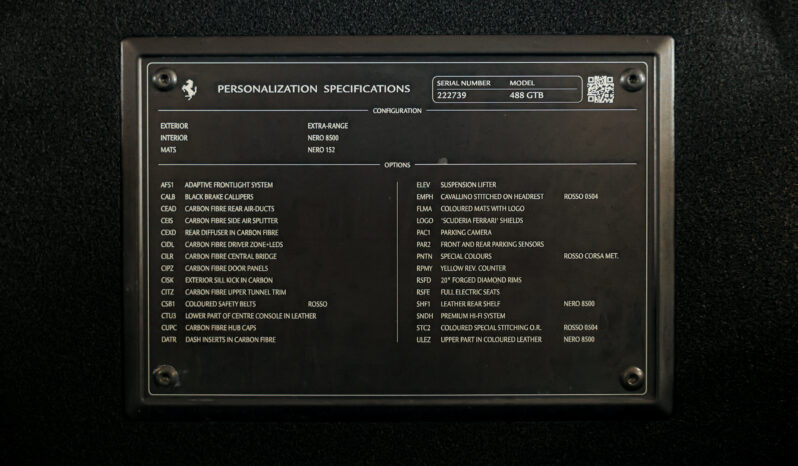 PERSONALIZATION SPECIFICATIONS
SERIAL NUMBER MODEL
222739 488 GTB
CONFIGURATION
EXTERIOR EXTRA-RANGE
INTERIOR NERO 8500
MATS NERO 152
OPTIONS
AFS1 ADAPTIVE FRONTLIGHT SYSTEM
CALB BLACK BRAKE CALLIPERS
CEAD CARBON FIBRE REAR AIR-DUCTS
CEIS CARBON FIBRE SIDE AIR SPLITTER
CEXD REAR DIFFUSER IN CARBON FIBRE
CIDL CARBON FIBRE DRIVER ZONE+LEDS
CILR CARBON FIBRE CENTRAL BRIDGE
CIPZ CARBON FIBRE DOOR PANELS
CISK EXTERIOR SILL KICK IN CARBON
CITZ CARBON FIBRE UPPER TUNNEL TRIM
CSB1 COLOURED SAFETY BELTS ROSSO
CTU3 LOWER PART OF CENTRE CONSOLE IN LEATHER
CUPC CARBON FIBRE HUB CAPS
DATR DASH INSERTS IN CARBON FIBRE
ELEV SUSPENSION LIFTER
EMPH CAVALLINO STITCHED ON HEADREST ROSSO 0504
FLMA COLOURED MATS WITH LOGO
LOGO 'SCUDERIA FERRARI' SHIELDS
PAC1 PARKING CAMERA
PAR2 FRONT AND REAR PARKING SENSORS
PNTN SPECIAL COLOURS ROSSO CORSA MET.
RPMY YELLOW REV. COUNTER
RSFD 20" FORGED DIAMOND RIMS
RSFE FULL ELECTRIC SEATS
SHF1 LEATHER REAR SHELF NERO 8500
SNDH PREMIUM HI-FI SYSTEM
STC2 COLOURED SPECIAL STITCHING O.R. ROSSO 0504
ULEZ UPPER PART IN COLOURED LEATHER NERO 8500